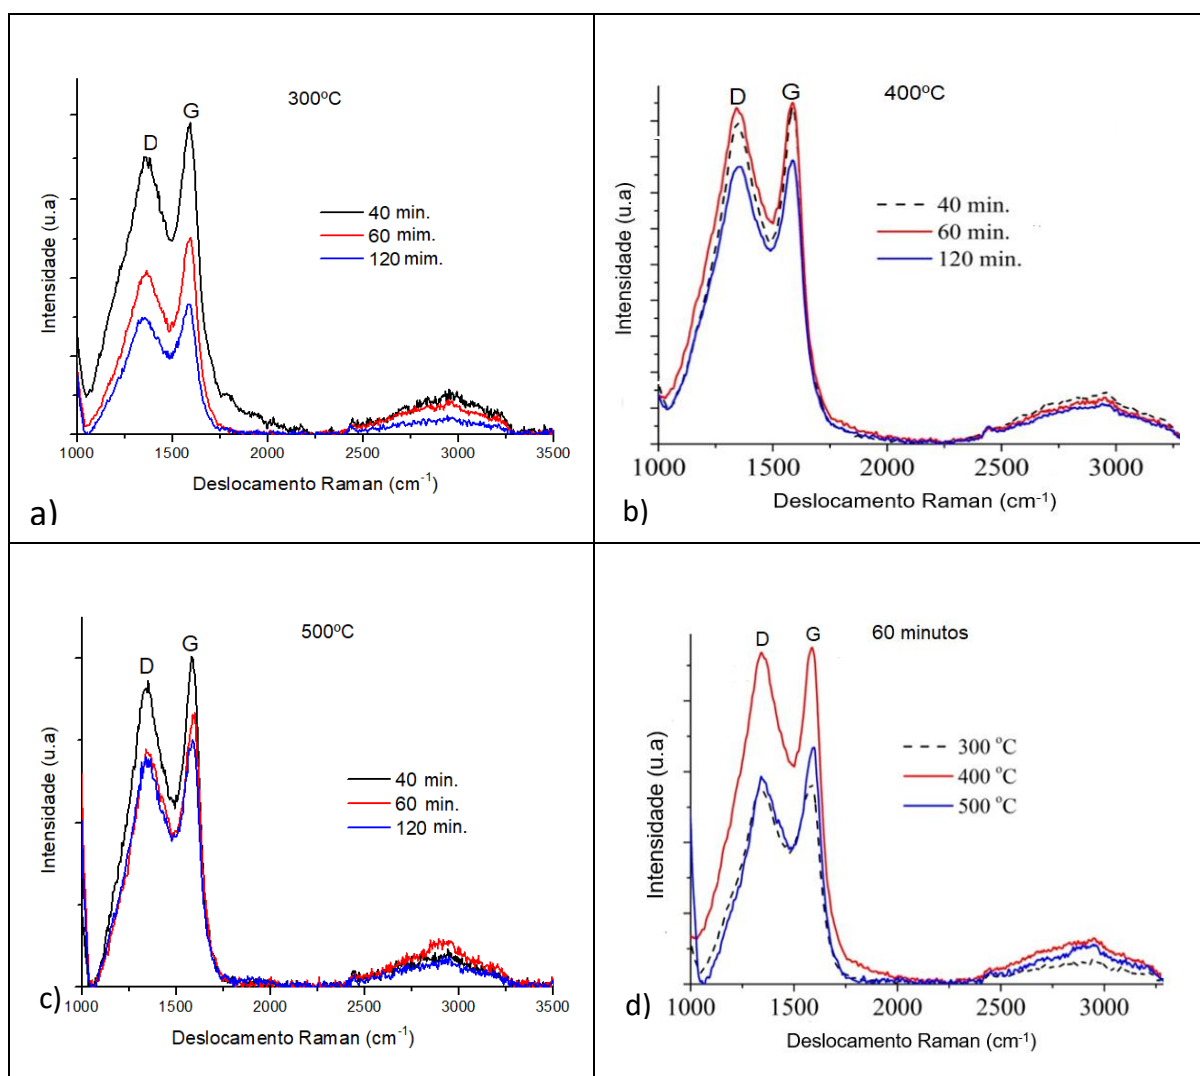 300ºC
D
G
40 min.
60 mim.
120 mim.
Intensidade (u.a)
1000 1500 2000 2500 3000 3500
Deslocamento Raman (cm-1)
a)
400ºC
D
G
40 min.
60 min.
120 min.
Intensidade (u.a)
1000 1500 2000 2500 3000
Deslocamento Raman (cm-1)
b)
500ºC
D
G
40 min.
60 min.
120 min.
Intensidade (u.a)
1000 1500 2000 2500 3000 3500
Deslocamento Raman (cm-1)
c)
60 minutos
D
G
300 ºC
400 ºC
500 ºC
Intensidade (u.a)
1000 1500 2000 2500 3000
Deslocamento Raman (cm-1)
d)